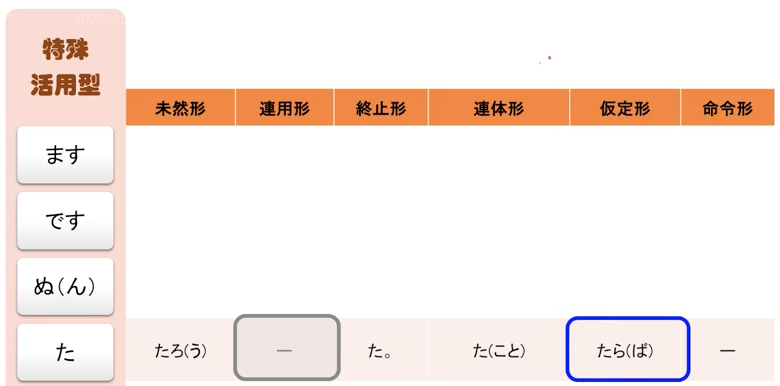 特殊
活用型
未然形 連用形 終止形 連体形 仮定形 命令形
ます
です
ぬ(ん)
た たろ(う) ー た。 た(こと) たら(ば) ー